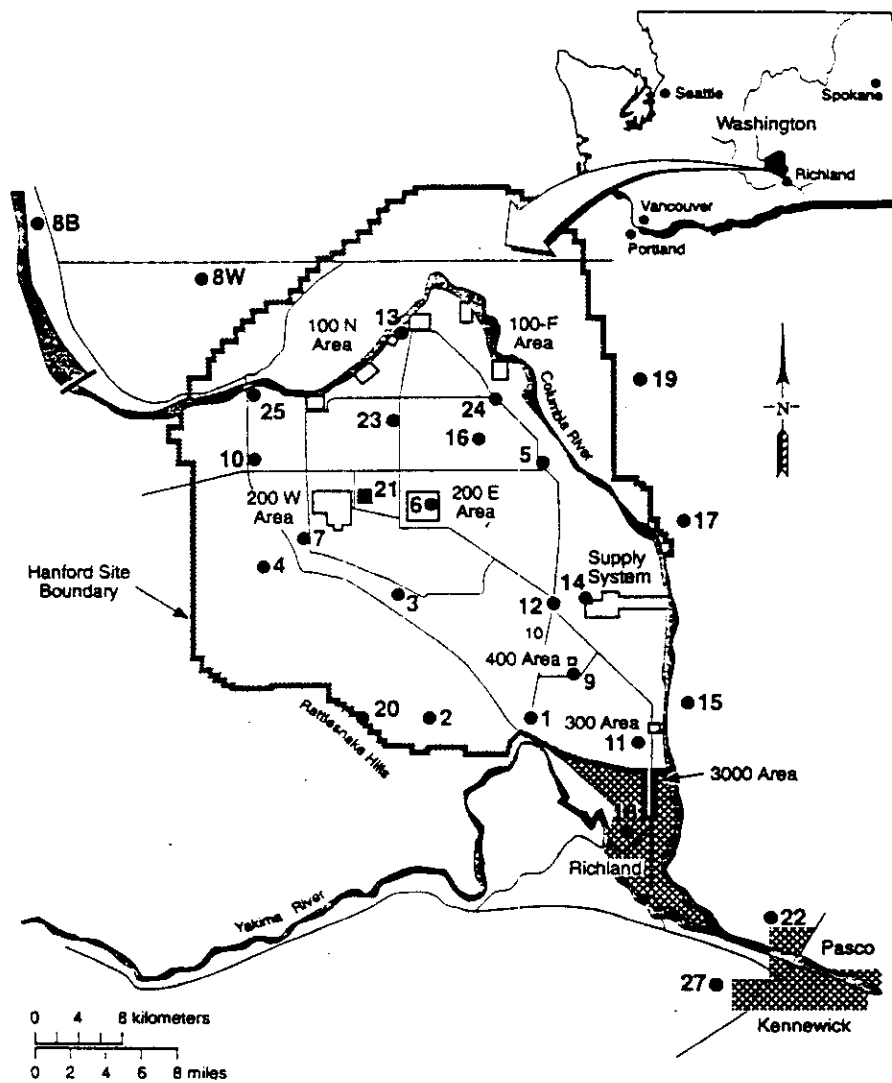 Seattle
Spokane
Washington
Richland
Vancouver
Portland
8B
8W
13
100 N
Area
100-F
Area
N
19
Columbia River
25
24
23
16
10
5
21
200 W
Area
6
200 E
Area
17
7
4
Hanford Site
Boundary
Supply
System
14
3
12
10
400 Area
9
15
20
2
1
300 Area
11
Rattlesnake Hills
3000 Area
18
Richland
Yakima River
22
Pasco
27
Kennewick
0 4 8 kilometers
0 2 4 6 8 miles